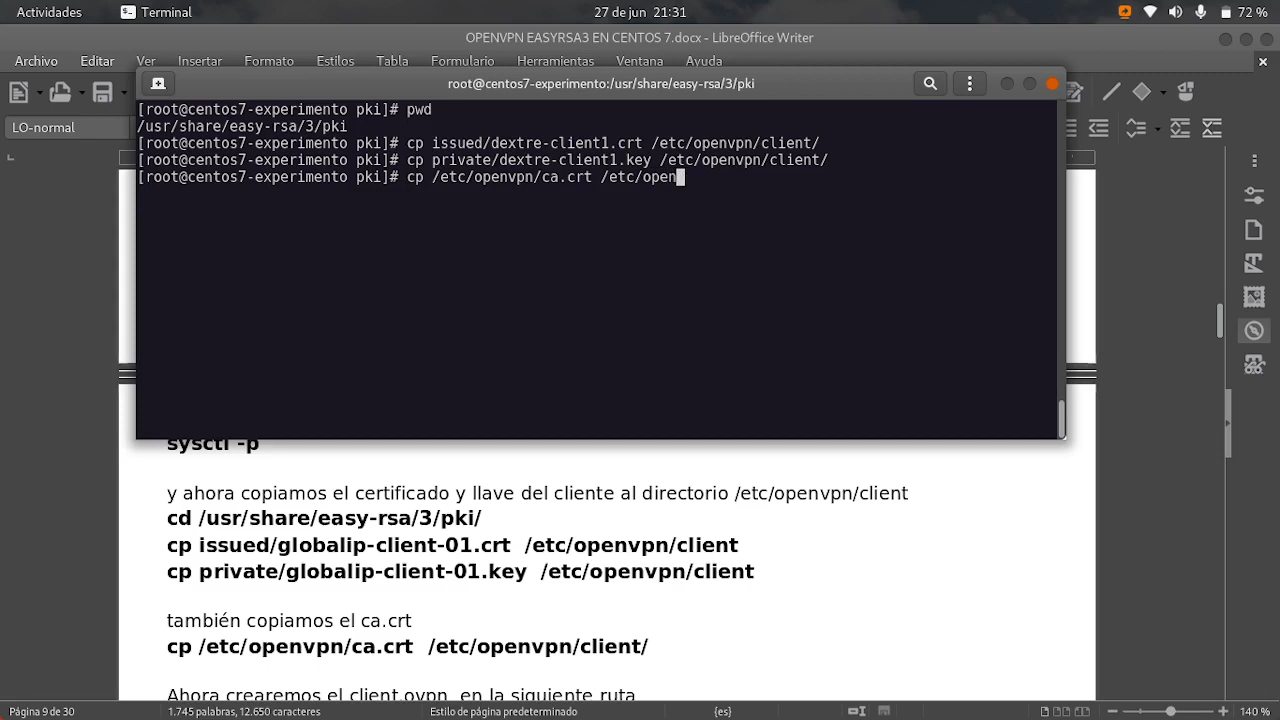 Actividades
Terminal
27 de jun 21:31
72 %
OPENVPN EASYRSA3 EN CENTOS 7.docx - LibreOffice Writer
Archivo Editar Ver Insertar Formato Estilos Tabla Formulario Herramientas Ventana Ayuda
LO-normal
root@centos7-experimento:/usr/share/easy-rsa/3/pki
[root@centos7-experimento pki]# pwd
/usr/share/easy-rsa/3/pki
[root@centos7-experimento pki]# cp issued/dextre-client1.crt /etc/openvpn/client/
[root@centos7-experimento pki]# cp private/dextre-client1.key /etc/openvpn/client/
[root@centos7-experimento pki]# cp /etc/openvpn/ca.crt /etc/open
sysctl -p
y ahora copiamos el certificado y llave del cliente al directorio /etc/openvpn/client
cd /usr/share/easy-rsa/3/pki/
cp issued/globalip-client-01.crt /etc/openvpn/client
cp private/globalip-client-01.key /etc/openvpn/client
también copiamos el ca.crt
cp /etc/openvpn/ca.crt /etc/openvpn/client/
Ahora crearemos el client.ovpn en la siguiente ruta
Página 9 de 30
1.745 palabras, 12.650 caracteres
Estilo de página predeterminado
{es}
140 %